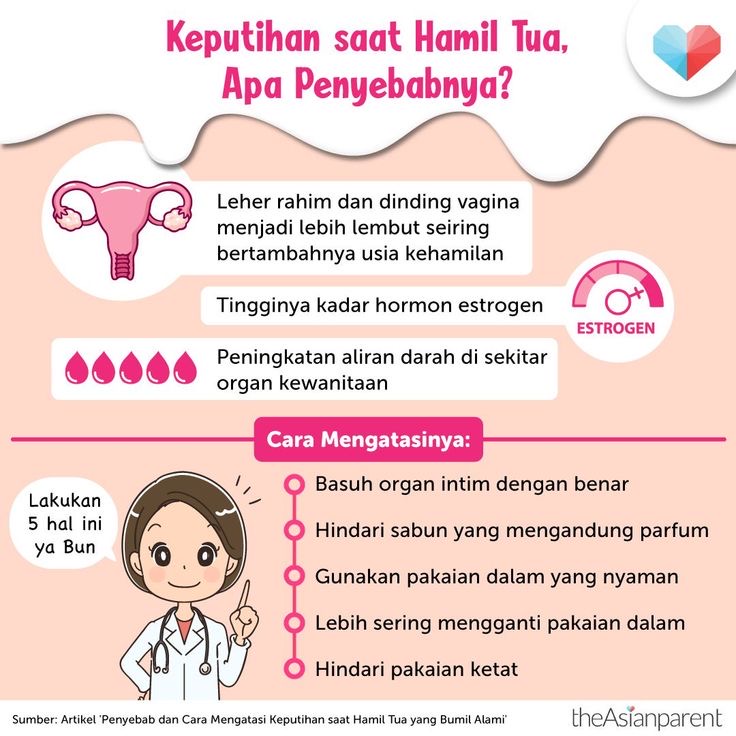 Keputihan saat Hamil Tua,
Apa Penyebabnya?
Leher rahim dan dinding vagina
menjadi lebih lembut seiring
bertambahnya usia kehamilan
Tingginya kadar hormon estrogen
ESTROGEN
Peningkatan aliran darah di sekitar
organ kewanitaan
Cara Mengatasinya:
Lakukan
5 hal ini
ya Bun
Basuh organ intim dengan benar
Hindari sabun yang mengandung parfum
Gunakan pakaian dalam yang nyaman
Lebih sering mengganti pakaian dalam
Hindari pakaian ketat
Sumber: Artikel 'Penyebab dan Cara Mengatasi Keputihan saat Hamil Tua yang Bumil Alami'
theAsianparent